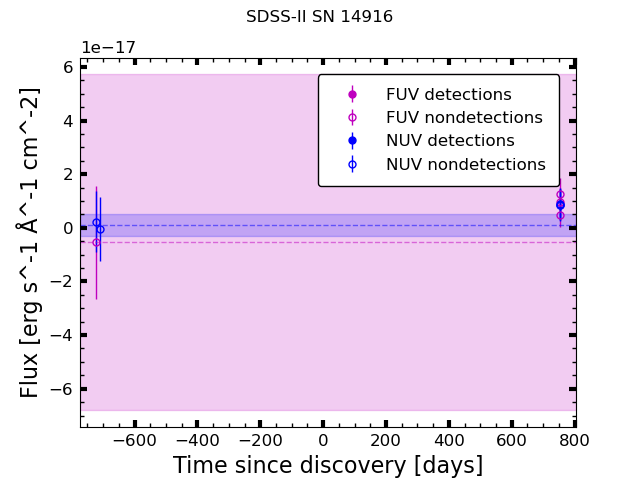 SDSS-II SN 14916
1e−17
6
4
2
0
−2
−4
−6
Flux [erg s^-1 Å^-1 cm^-2]
FUV detections
FUV nondetections
NUV detections
NUV nondetections
−600 −400 −200 0 200 400 600 800
Time since discovery [days]